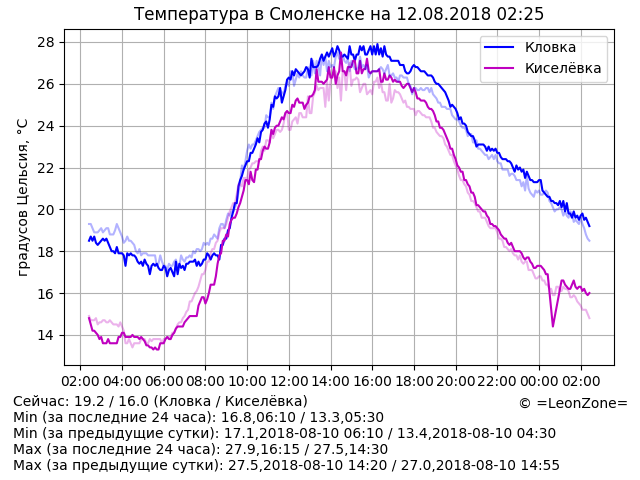 Температура в Смоленске на 12.08.2018 02:25
градусов Цельсия, °C
28
26
24
22
20
18
16
14
Кловка
Киселёвка
02:00 04:00 06:00 08:00 10:00 12:00 14:00 16:00 18:00 20:00 22:00 00:00 02:00
Сейчас: 19.2 / 16.0 (Кловка / Киселёвка)
© =LeonZone=
Min (за последние 24 часа): 16.8,06:10 / 13.3,05:30
Min (за предыдущие сутки): 17.1,2018-08-10 06:10 / 13.4,2018-08-10 04:30
Max (за последние 24 часа): 27.9,16:15 / 27.5,14:30
Max (за предыдущие сутки): 27.5,2018-08-10 14:20 / 27.0,2018-08-10 14:55